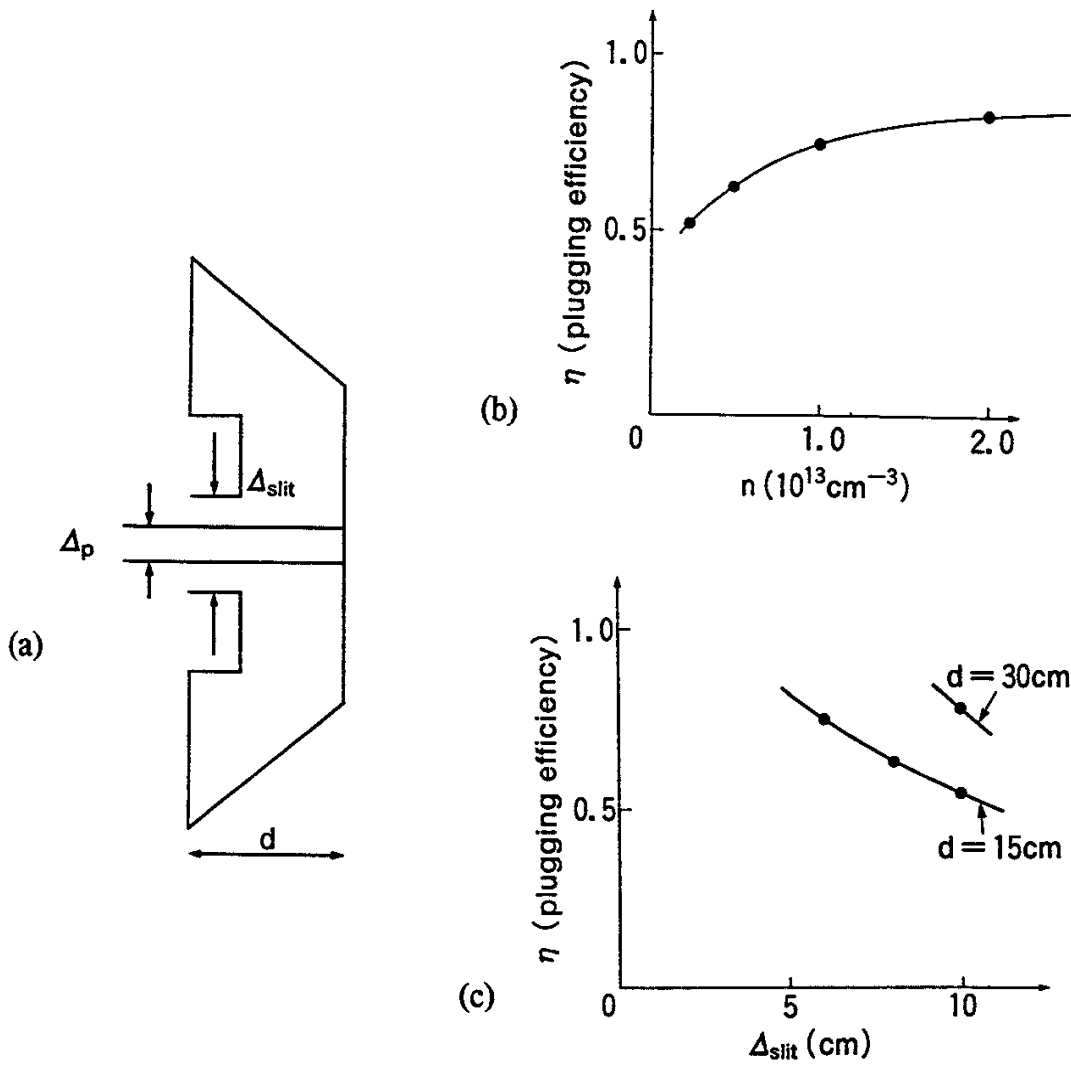 (a)
Δslit
Δp
d
(b)
η (plugging efficiency)
1.0
0.5
0
1.0
2.0
n (10¹³cm⁻³)
(c)
η (plugging efficiency)
1.0
0.5
0
5
10
d = 30cm
d = 15cm
Δslit (cm)